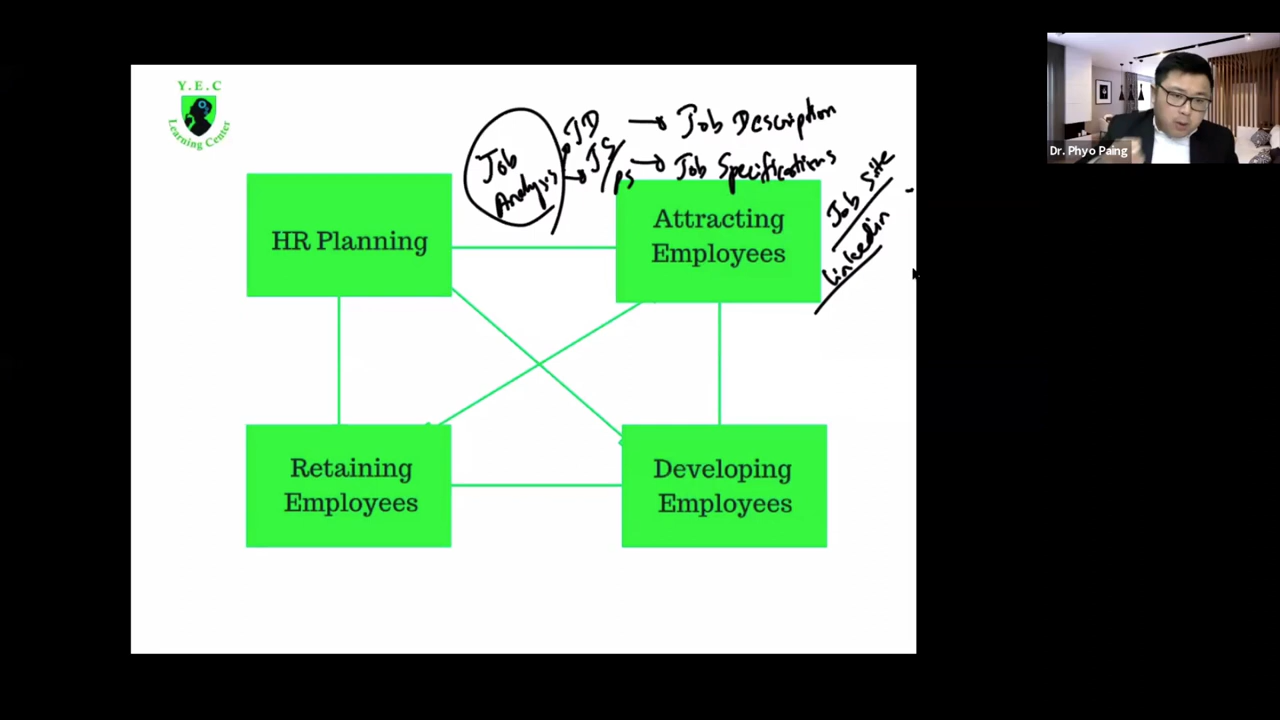 Y.E.C
Learning Center
Job
Analysis
JD
JS/
PS
Job Description
Job Specifications
Job Site
Linkedin
HR Planning
Attracting
Employees
Retaining
Employees
Developing
Employees
Dr. Phyo Paing